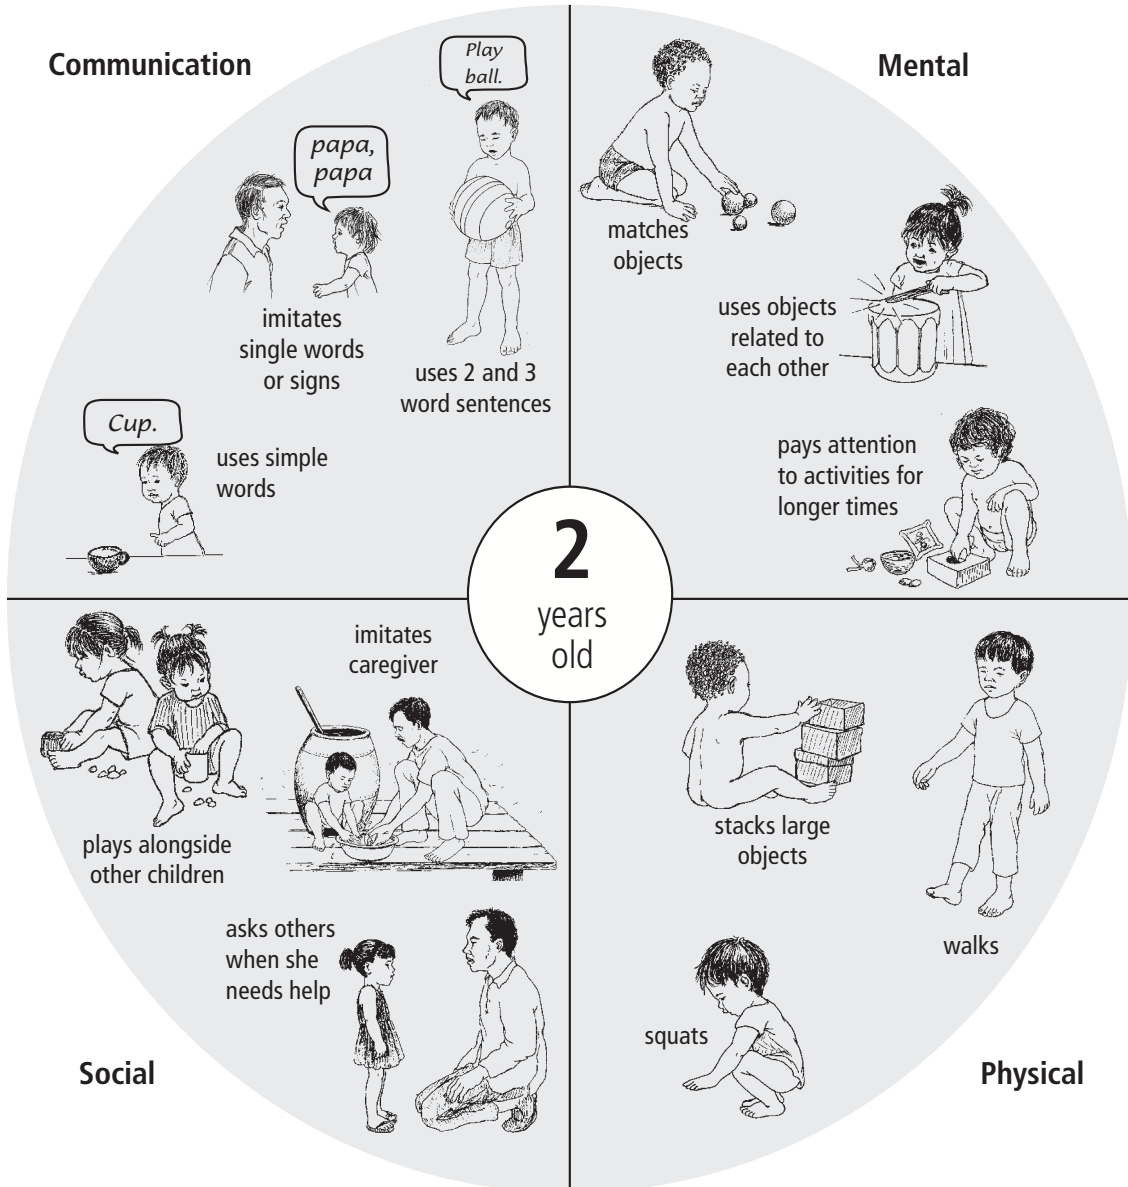 Communication
Play
ball.
papa,
papa
imitates
single words
or signs
uses 2 and 3
word sentences
Cup.
uses simple
words
Mental
matches
objects
uses objects
related to
each other
pays attention
to activities for
longer times
2
years
old
imitates
caregiver
plays alongside
other children
asks others
when she
needs help
Social
stacks large
objects
walks
squats
Physical